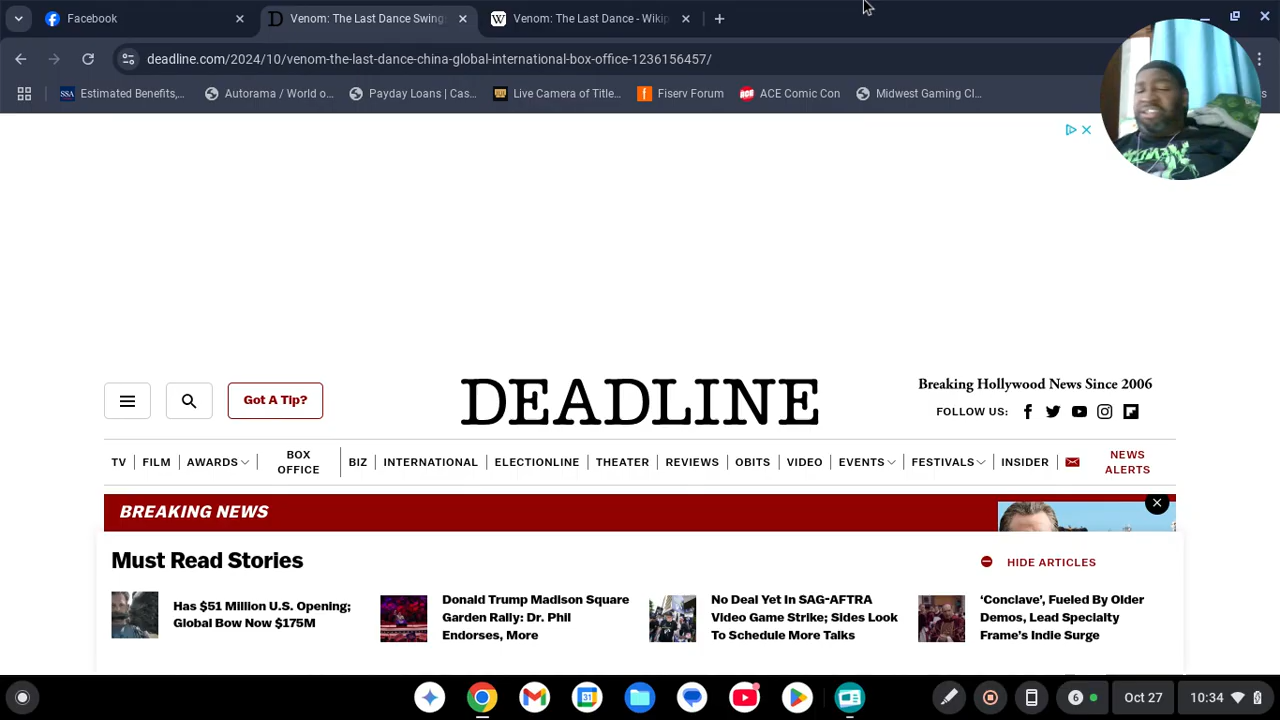 Facebook
Venom: The Last Dance Swing
Venom: The Last Dance - Wikip
deadline.com/2024/10/venom-the-last-dance-china-global-international-box-office-1236156457/
SSA
Estimated Benefits,...
Autorama / World o...
Payday Loans | Cas...
Live Camera of Title...
Fiserv Forum
ACE Comic Con
Midwest Gaming Cl...
Got A Tip?
DEADLINE
Breaking Hollywood News Since 2006
FOLLOW US:
TV
FILM
AWARDS
BOX
OFFICE
BIZ
INTERNATIONAL
ELECTIONLINE
THEATER
REVIEWS
OBITS
VIDEO
EVENTS
FESTIVALS
INSIDER
NEWS
ALERTS
BREAKING NEWS
Must Read Stories
HIDE ARTICLES
Has $51 Million U.S. Opening;
Global Bow Now $175M
Donald Trump Madison Square
Garden Rally: Dr. Phil
Endorses, More
No Deal Yet In SAG-AFTRA
Video Game Strike; Sides Look
To Schedule More Talks
‘Conclave’, Fueled By Older
Demos, Lead Specialty
Frame's Indie Surge
6
Oct 27
10:34